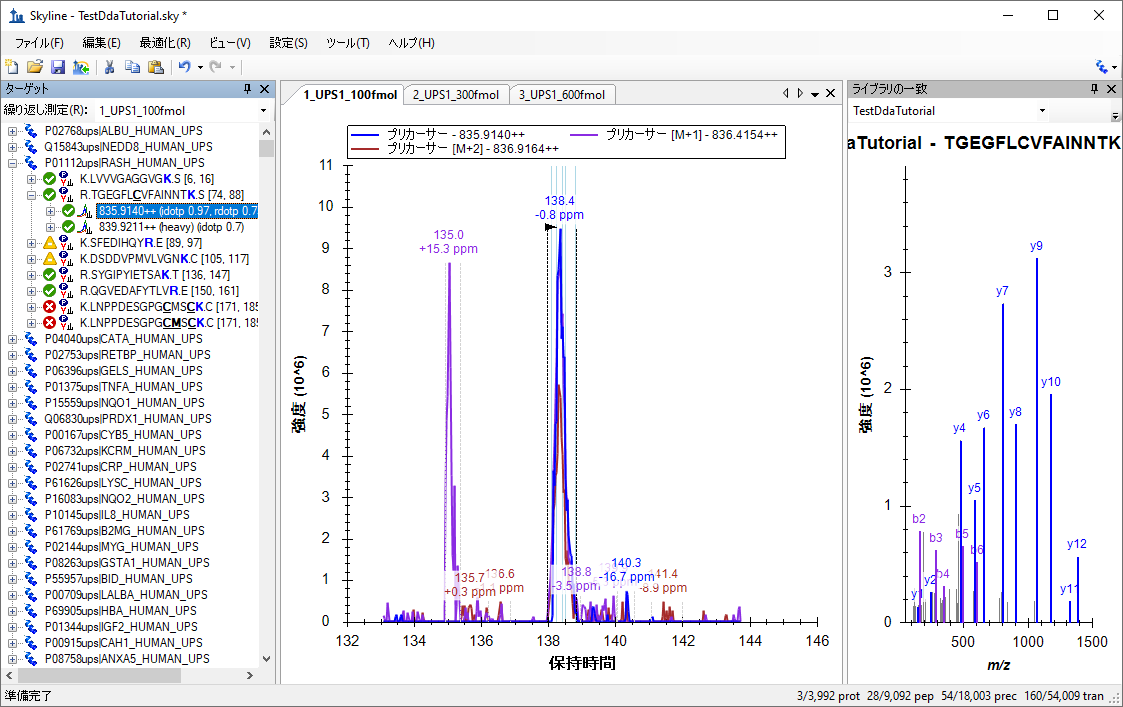 Skyline - TestDdaTutorial.sky *
ファイル(F) 編集(E) 最適化(R) ビュー(V) 設定(S) ツール(T) ヘルプ(H)
ターゲット
繰り返し測定(R): 1_UPS1_100fmol
P02768ups|ALBU_HUMAN_UPS
Q15843ups|NEDD8_HUMAN_UPS
P01112ups|RASH_HUMAN_UPS
K.LVVVGAGGVGK.S [6, 16]
R.TGEGFLCVFAINNTK.S [74, 88]
835.9140++ (idotp 0.97, rdotp 0.7
839.9211++ (heavy) (idotp 0.7)
K.SFEDIHQYR.E [89, 97]
K.DSDDVPMVLVGNK.C [105, 117]
R.SYGIPYIETSAK.T [136, 147]
R.QGVEDAFYTLVR.E [150, 161]
K.LNPPDESGPGCMSCK.C [171, 185
K.LNPPDESGPGCMSCK.C [171, 185
P04040ups|CATA_HUMAN_UPS
P02753ups|RETBP_HUMAN_UPS
P06396ups|GELS_HUMAN_UPS
P01375ups|TNFA_HUMAN_UPS
P15559ups|NQO1_HUMAN_UPS
Q06830ups|PRDX1_HUMAN_UPS
P00167ups|CYB5_HUMAN_UPS
P06732ups|KCRM_HUMAN_UPS
P02741ups|CRP_HUMAN_UPS
P61626ups|LYSC_HUMAN_UPS
P16083ups|NQO2_HUMAN_UPS
P10145ups|IL8_HUMAN_UPS
P61769ups|B2MG_HUMAN_UPS
P02144ups|MYG_HUMAN_UPS
P08263ups|GSTA1_HUMAN_UPS
P55957ups|BID_HUMAN_UPS
P00709ups|LALBA_HUMAN_UPS
P69905ups|HBA_HUMAN_UPS
P01344ups|IGF2_HUMAN_UPS
P00915ups|CAH1_HUMAN_UPS
P08758ups|ANXA5_HUMAN_UPS
1_UPS1_100fmol 2_UPS1_300fmol 3_UPS1_600fmol
プリカーサー - 835.9140++ プリカーサー [M+1] - 836.4154++
プリカーサー [M+2] - 836.9164++
11
10
9
8
7
6
5
4
3
2
1
0
強度 (10^6)
138.4
-0.8 ppm
135.0
+15.3 ppm
135.7
+0.3 ppm
136.6
ppm
138.8
-3.5 ppm
140.3
-16.7 ppm
41.4
-8.9 ppm
132 134 136 138 140 142 144 146
保持時間
ライブラリの一致
TestDdaTutorial
aTutorial - TGEGFLCVFAINNTK
3
2
1
0
強度 (10^6)
y9
y7
y10
y8
y6
y4
y5
b2
b5
b3
b6
y12
b4
y2
y11
y1
500 1000 1500
m/z
準備完了
3/3,992 prot 28/9,092 pep 54/18,003 prec 160/54,009 tran